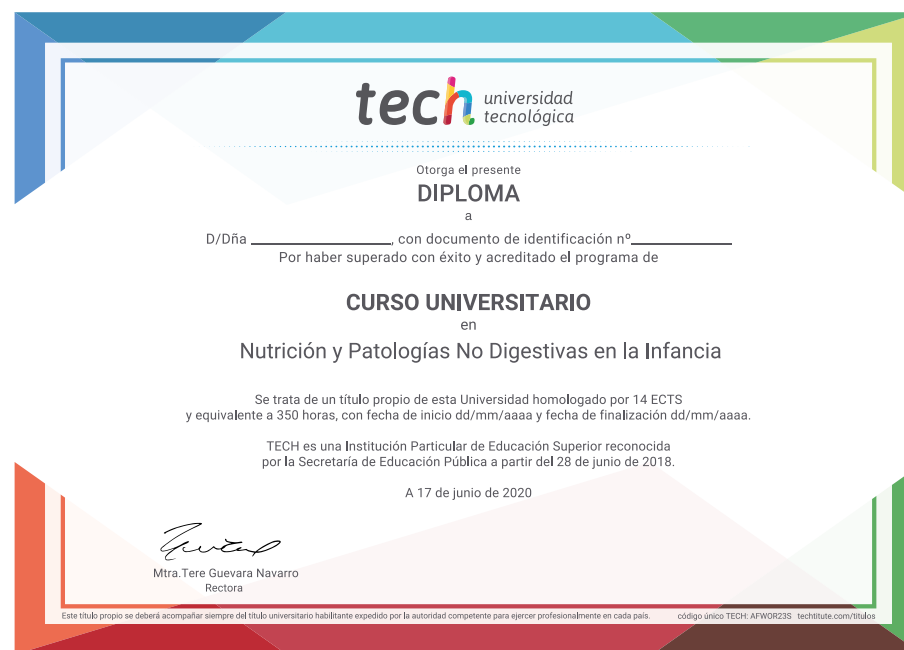 tech universidad
tecnológica
Otorga el presente
DIPLOMA
a
D/Dña ____________________, con documento de identificación nº______________
Por haber superado con éxito y acreditado el programa de
CURSO UNIVERSITARIO
en
Nutrición y Patologías No Digestivas en la Infancia
Se trata de un título propio de esta Universidad homologado por 14 ECTS
y equivalente a 350 horas, con fecha de inicio dd/mm/aaaa y fecha de finalización dd/mm/aaaa.
TECH es una Institución Particular de Educación Superior reconocida
por la Secretaría de Educación Pública a partir del 28 de junio de 2018.
A 17 de junio de 2020
Mtra.Tere Guevara Navarro
Rectora
Este título propio se deberá acompañar siempre del título universitario habilitante expedido por la autoridad competente para ejercer profesionalmente en cada país. código único TECH: AFWOR23S techtitute.com/titulos